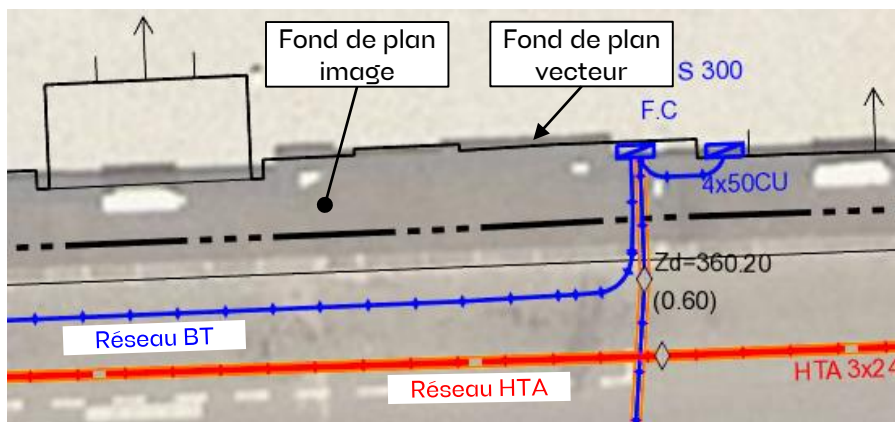 Fond de plan
image
Fond de plan
vecteur
S 300
F.C
4x50CU
Zd=360.20
(0.60)
Réseau BT
Réseau HTA
HTA 3x24